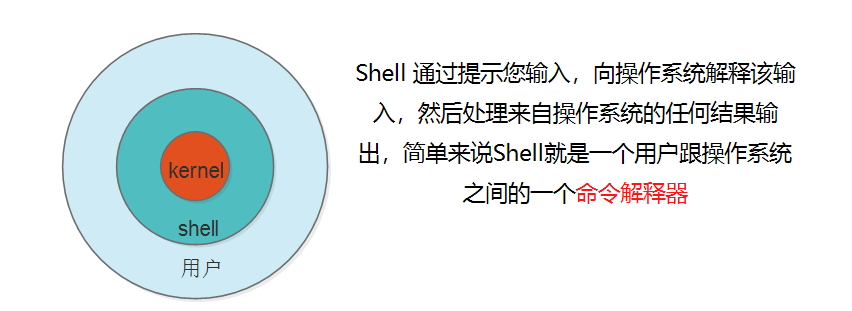 kernel
shell
用户
Shell 通过提示您输入，向操作系统解释该输
入，然后处理来自操作系统的任何结果输
出，简单来说Shell就是一个用户跟操作系统
之间的一个命令解释器